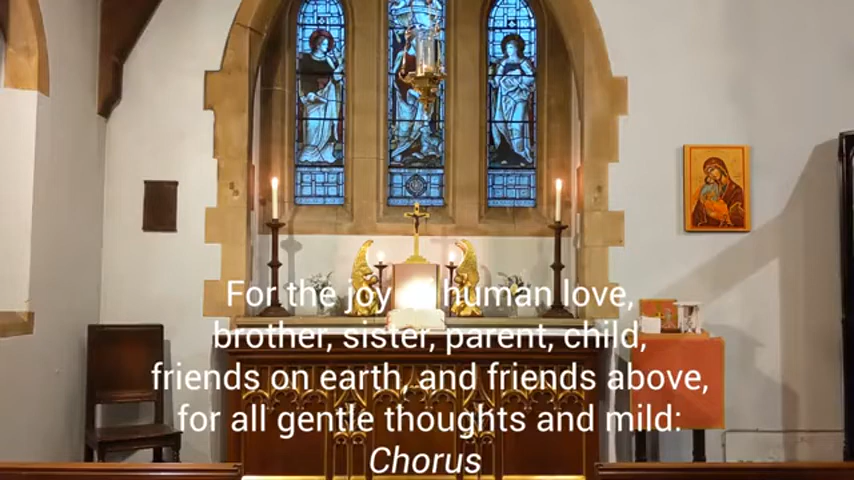 For the joy of human love,
brother, sister, parent, child,
friends on earth, and friends above,
for all gentle thoughts and mild:
Chorus